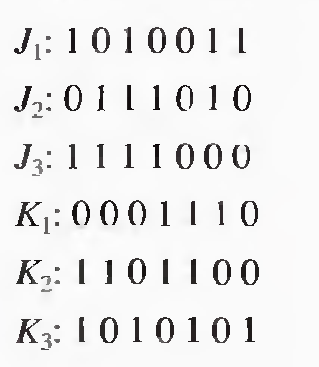 J₁: 1 0 1 0 0 1 1
J₂: 0 1 1 1 0 1 0
J₃: 1 1 1 1 0 0 0
K₁: 0 0 0 1 1 1 0
K₂: 1 1 0 1 1 0 0
K₃: 1 0 1 0 1 0 1